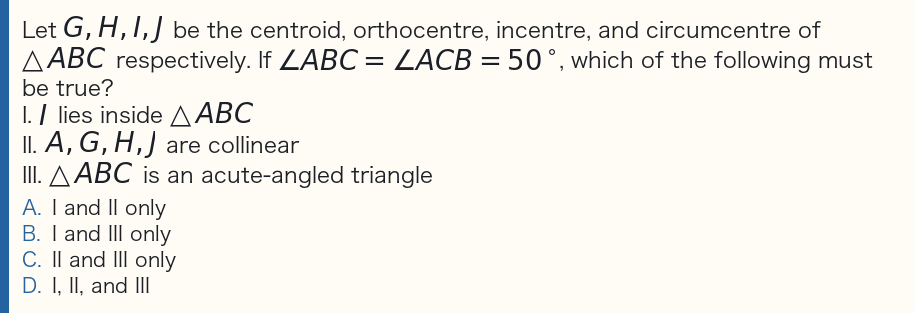 Let G, H, I, J be the centroid, orthocentre, incentre, and circumcentre of
△ABC respectively. If ∠ABC = ∠ACB = 50°, which of the following must
be true?
I. I lies inside △ABC
II. A, G, H, J are collinear
III. △ABC is an acute-angled triangle
A. I and II only
B. I and III only
C. II and III only
D. I, II, and III